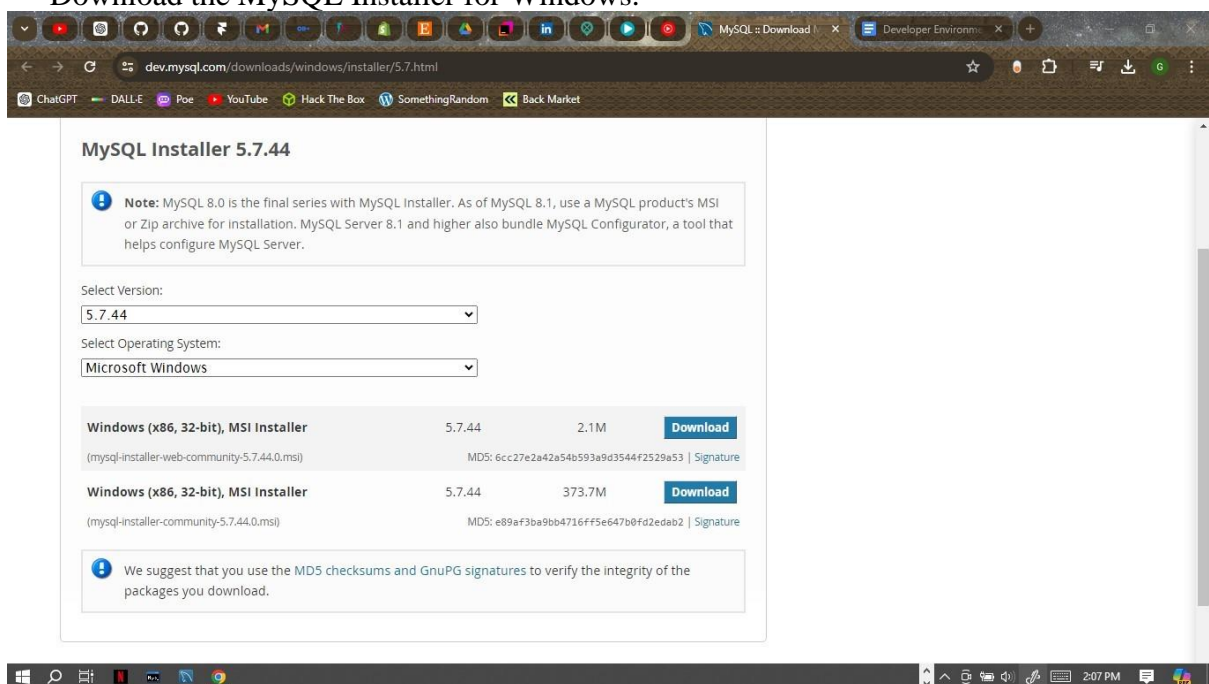 Download the MySQL Installer for Windows.
MySQL :: Download
Developer Environme
dev.mysql.com/downloads/windows/installer/5.7.html
ChatGPT DALL-E Poe YouTube Hack The Box SomethingRandom Back Market
MySQL Installer 5.7.44
Note: MySQL 8.0 is the final series with MySQL Installer. As of MySQL 8.1, use a MySQL product's MSI
or Zip archive for installation. MySQL Server 8.1 and higher also bundle MySQL Configurator, a tool that
helps configure MySQL Server.
Select Version:
5.7.44
Select Operating System:
Microsoft Windows
Windows (x86, 32-bit), MSI Installer 5.7.44 2.1M Download
(mysql-installer-web-community-5.7.44.0.msi) MD5: 6cc27e2a42a54b593a9d3544f2529a53 | Signature
Windows (x86, 32-bit), MSI Installer 5.7.44 373.7M Download
(mysql-installer-community-5.7.44.0.msi) MD5: e89af3ba9bb4716ff5e647b0fd2edab2 | Signature
We suggest that you use the MD5 checksums and GnuPG signatures to verify the integrity of the
packages you download.
2:07 PM